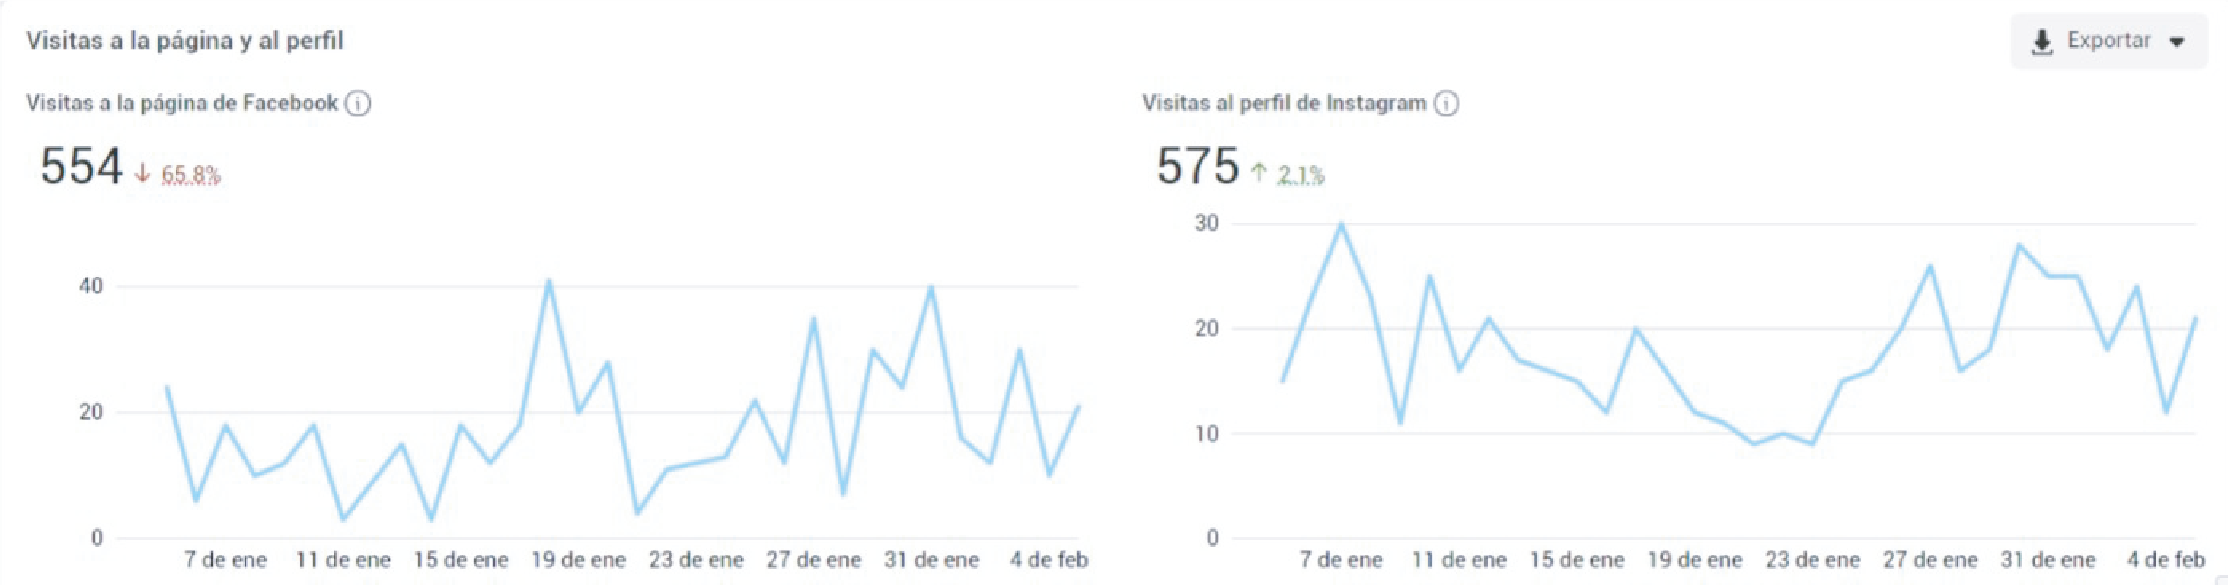 Visitas a la página y al perfil
Exportar
Visitas a la página de Facebook
554 ↓ 65.8%
40
20
0
7 de ene 11 de ene 15 de ene 19 de ene 23 de ene 27 de ene 31 de ene 4 de feb
Visitas al perfil de Instagram
575 ↑ 2.1%
30
20
10
0
7 de ene 11 de ene 15 de ene 19 de ene 23 de ene 27 de ene 31 de ene 4 de feb